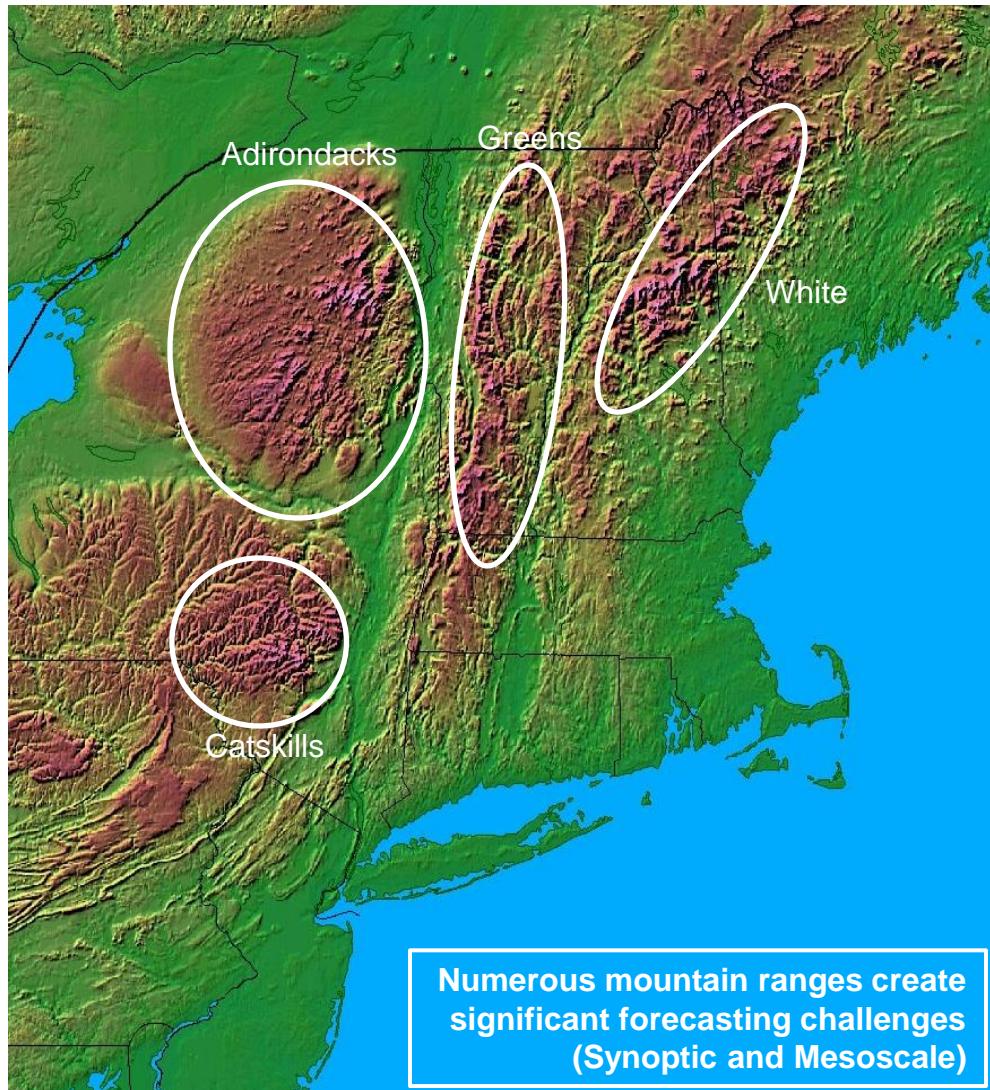 Greens
Adirondacks
White
Catskills
Numerous mountain ranges create
significant forecasting challenges
(Synoptic and Mesoscale)